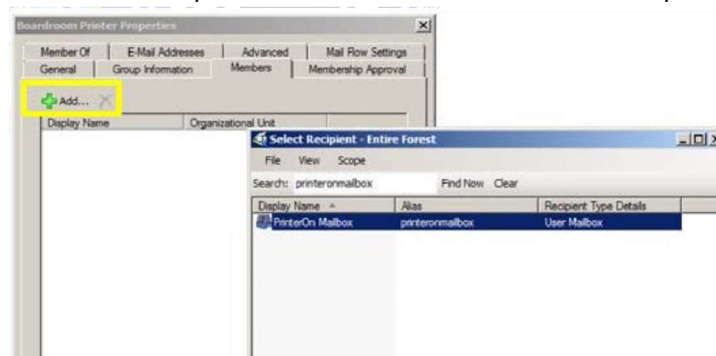 Boardroom Printer Properties
Member Of E-Mail Addresses Advanced Mail Flow Settings
General Group Information Members Membership Approval
Add...
Display Name Organizational Unit
Select Recipient - Entire Forest
File View Scope
Search: printeronmailbox Find Now Clear
Display Name Alias Recipient Type Details
PrinterOn Mailbox printeronmailbox User Mailbox